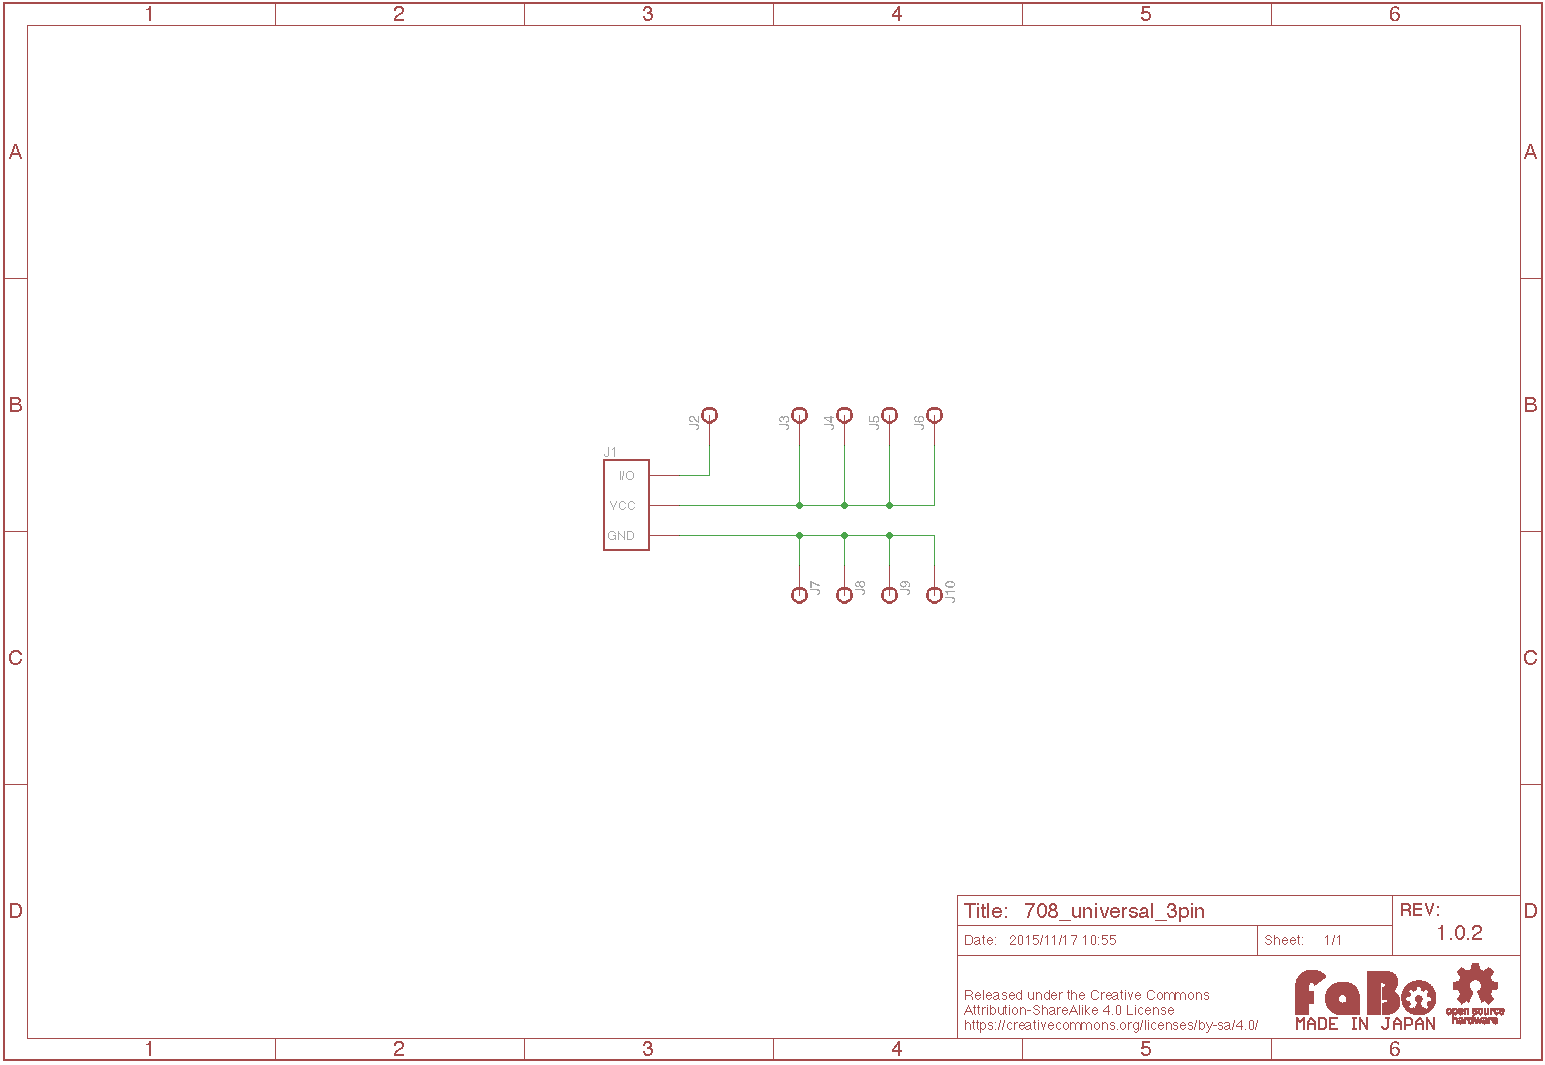 1 2 3 4 5 6
A A
B B
J2 J3 J4 J5 J6
J1
I/O
VCC
GND
J7 J8 J9 J10
C C
D D
Title: 708_universal_3pin
REV:
1.0.2
Date: 2015/11/17 10:55
Sheet: 1/1
Released under the Creative Commons
Attribution-ShareAlike 4.0 License
https://creativecommons.org/licenses/by-sa/4.0/
FaBo
MADE IN JAPAN
open source
hardware
1 2 3 4 5 6